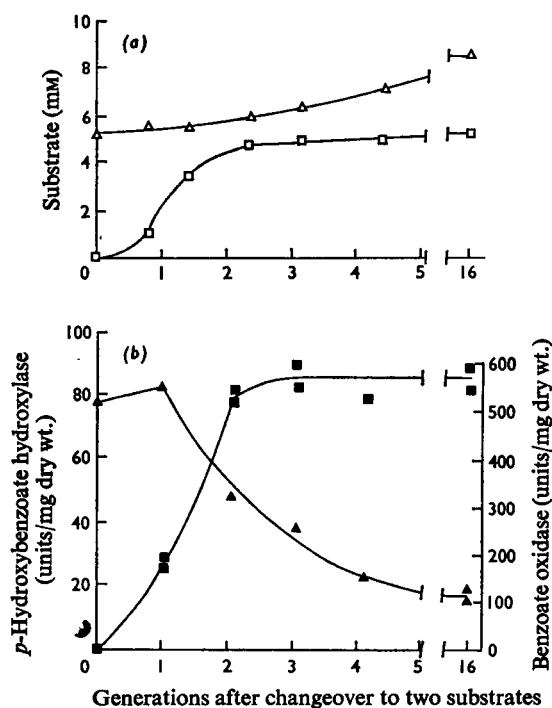 10
(a)
8
6
4
2
0
Substrate (mM)
0 1 2 3 4 5 16
100
(b)
80
60
40
20
p-Hydroxybenzoate hydroxylase
(units/mg dry wt.)
600
500
400
300
200
100
0
Benzoate oxidase (units/mg dry wt.)
0 1 2 3 4 5 16
Generations after changeover to two substrates